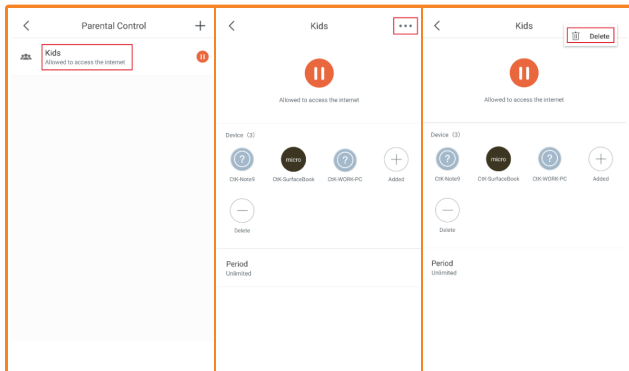 Parental Control
Kids
Allowed to access the internet
Kids
Allowed to access the internet
Device (3)
micro
CtK-Note9
CtK-SurfaceBook
CtK-WORK-PC
Added
Delete
Period
Unlimited
Kids
Delete
Allowed to access the internet
Device (3)
micro
CtK-Note9
CtK-SurfaceBook
CtK-WORK-PC
Added
Delete
Period
Unlimited